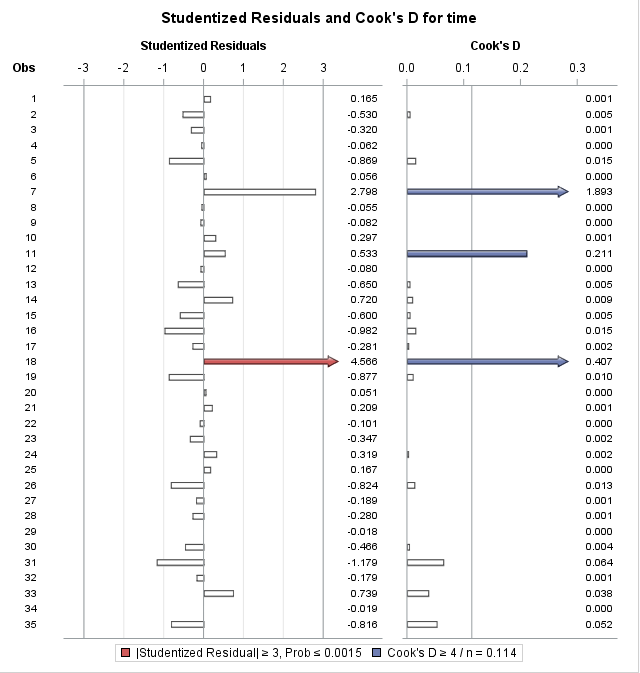 Studentized Residuals and Cook's D for time
Studentized Residuals Cook's D
Obs -3 -2 -1 0 1 2 3 0.0 0.1 0.2 0.3
1 0.165 0.001
2 -0.530 0.005
3 -0.320 0.001
4 -0.062 0.000
5 -0.869 0.015
6 0.056 0.000
7 2.798 1.893
8 -0.055 0.000
9 -0.082 0.000
10 0.297 0.001
11 0.533 0.211
12 -0.080 0.000
13 -0.650 0.005
14 0.720 0.009
15 -0.600 0.005
16 -0.982 0.015
17 -0.281 0.002
18 4.566 0.407
19 -0.877 0.010
20 0.051 0.000
21 0.209 0.001
22 -0.101 0.000
23 -0.347 0.002
24 0.319 0.002
25 0.167 0.000
26 -0.824 0.013
27 -0.189 0.001
28 -0.280 0.001
29 -0.018 0.000
30 -0.466 0.004
31 -1.179 0.064
32 -0.179 0.001
33 0.739 0.038
34 -0.019 0.000
35 -0.816 0.052
|Studentized Residual| ≥ 3, Prob ≤ 0.0015 Cook's D ≥ 4 / n = 0.114